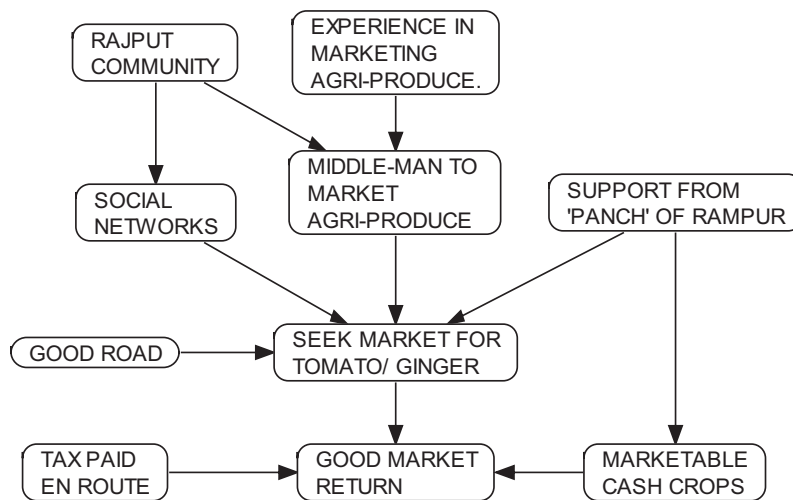 RAJPUT
COMMUNITY
EXPERIENCE IN
MARKETING
AGRI-PRODUCE.
SOCIAL
NETWORKS
MIDDLE-MAN TO
MARKET
AGRI-PRODUCE
SUPPORT FROM
'PANCH' OF RAMPUR
GOOD ROAD
SEEK MARKET FOR
TOMATO/ GINGER
TAX PAID
EN ROUTE
GOOD MARKET
RETURN
MARKETABLE
CASH CROPS